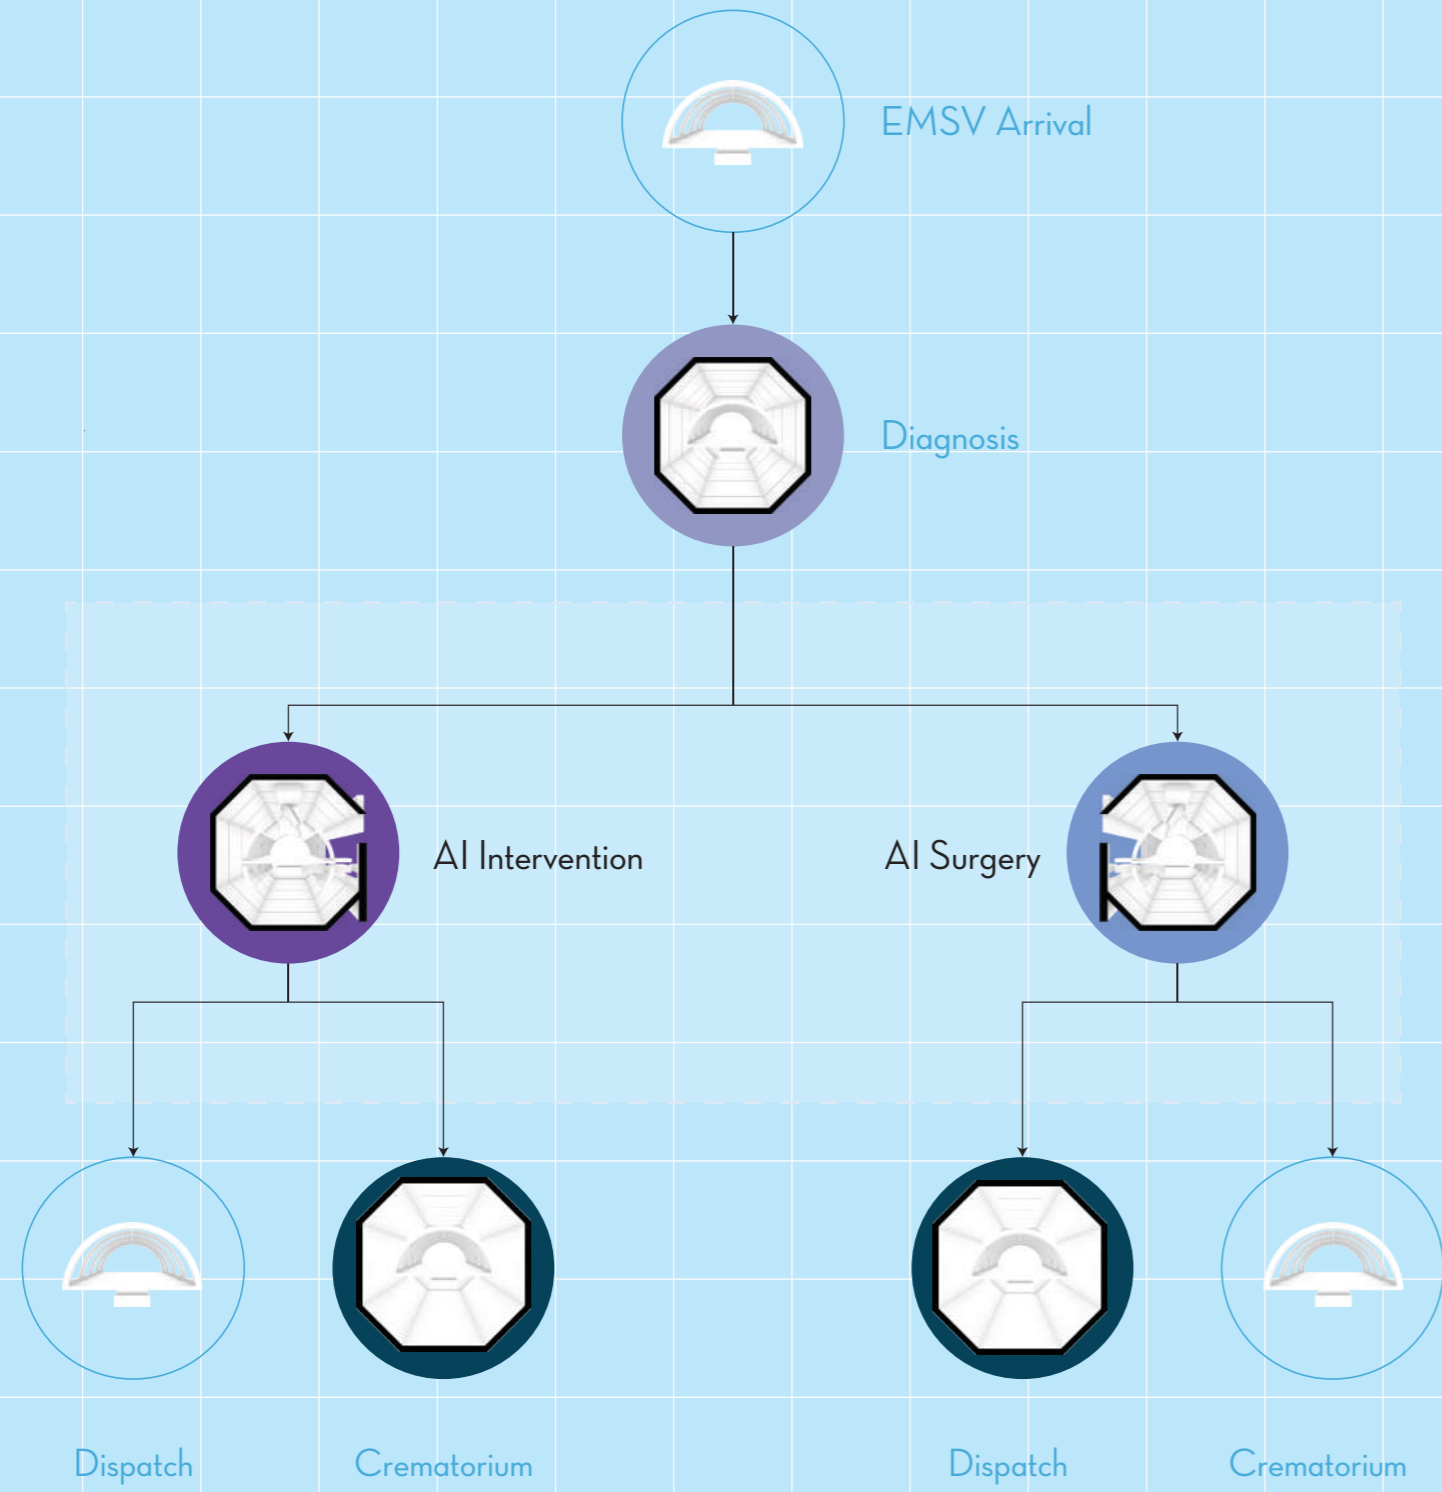 EMSV Arrival
Diagnosis
AI Intervention
AI Surgery
Dispatch
Crematorium
Dispatch
Crematorium